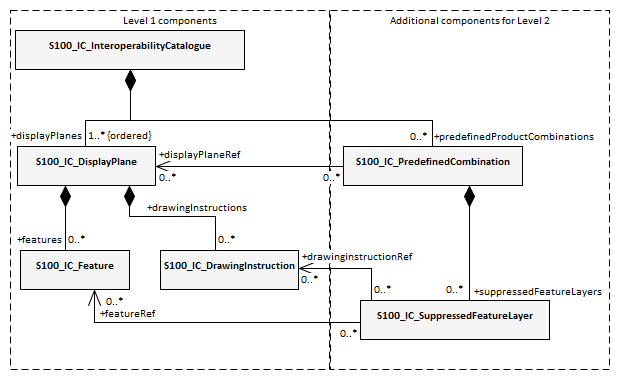 Level 1 components
Additional components for Level 2
S100_IC_InteroperabilityCatalogue
+displayPlanes
1..* {ordered}
0..*
+predefinedProductCombinations
S100_IC_DisplayPlane
+displayPlaneRef
0..*
0..*
S100_IC_PredefinedCombination
+drawingInstructions
+features
0..*
0..*
S100_IC_Feature
S100_IC_DrawingInstruction
+drawinginstructionRef
0..*
0..*
0..*
+suppressedFeatureLayers
0..*
+featureRef
S100_IC_SuppressedFeatureLayer
0..*